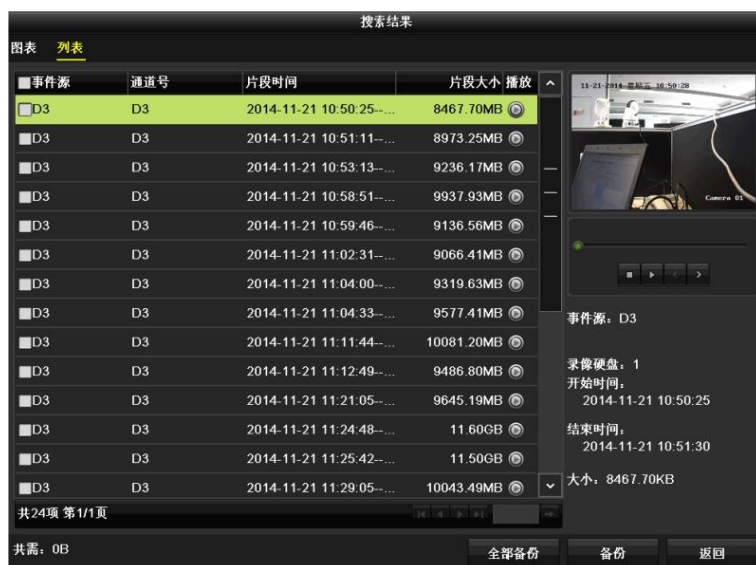 搜索结果
图表 列表
事件源 通道号 片段时间 片段大小 播放
D3 D3 2014-11-21 10:50:25--... 8467.70MB
D3 D3 2014-11-21 10:51:11--... 8973.25MB
D3 D3 2014-11-21 10:53:13--... 9236.17MB
D3 D3 2014-11-21 10:58:51--... 9937.93MB
D3 D3 2014-11-21 10:59:46--... 9136.56MB
D3 D3 2014-11-21 11:02:31--... 9066.41MB
D3 D3 2014-11-21 11:04:00--... 9319.63MB
D3 D3 2014-11-21 11:04:33--... 9577.41MB
D3 D3 2014-11-21 11:11:44--... 10081.20MB
D3 D3 2014-11-21 11:12:49--... 9486.80MB
D3 D3 2014-11-21 11:21:05--... 9645.19MB
D3 D3 2014-11-21 11:24:48--... 11.60GB
D3 D3 2014-11-21 11:25:42--... 11.50GB
D3 D3 2014-11-21 11:29:05--... 10043.49MB
共24项 第1/1页
11-21-2014 星期五 10:50:28
Camera 01
事件源：D3
录像硬盘：1
开始时间：
2014-11-21 10:50:25
结束时间：
2014-11-21 10:51:30
大小：8467.70KB
共需：0B
全部备份 备份 返回